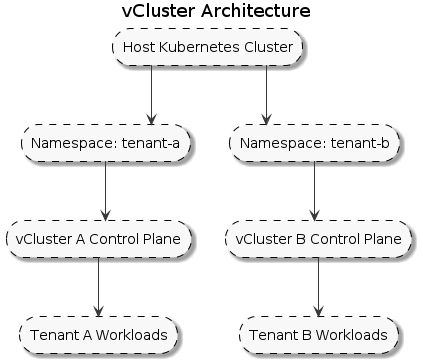 vCluster Architecture
Host Kubernetes Cluster
Namespace: tenant-a
Namespace: tenant-b
vCluster A Control Plane
vCluster B Control Plane
Tenant A Workloads
Tenant B Workloads